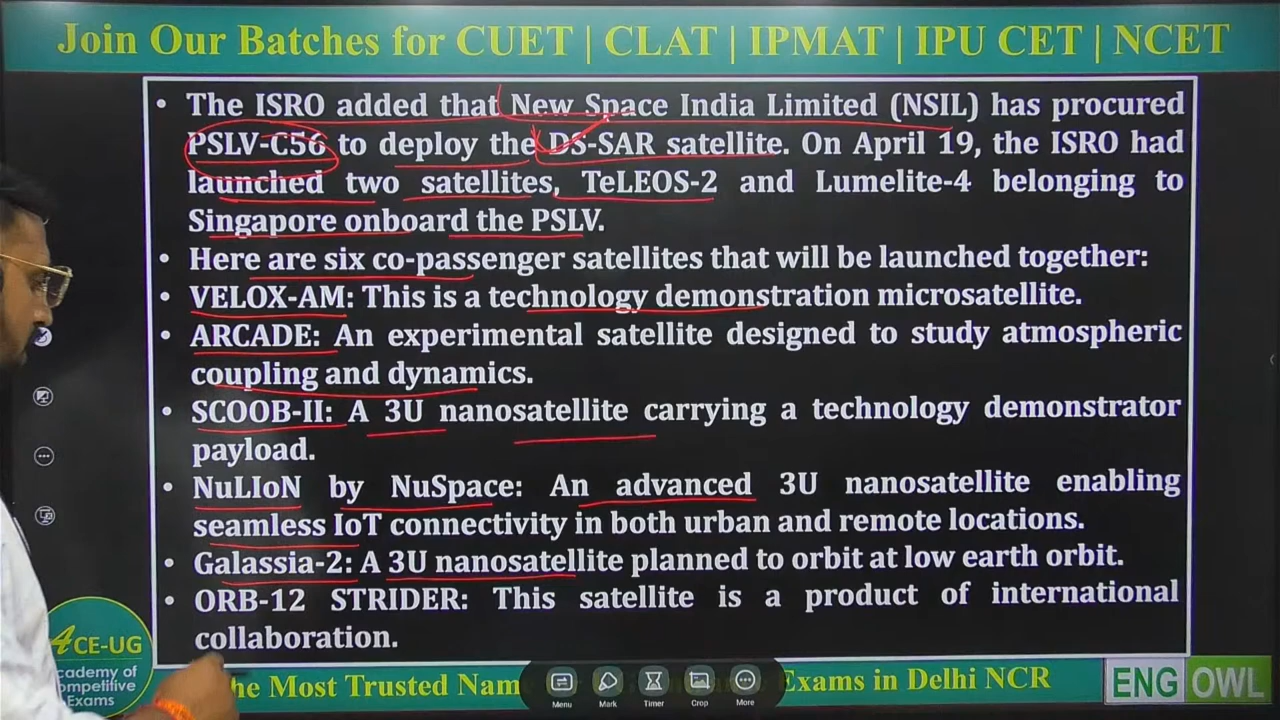 Join Our Batches for CUET | CLAT | IPMAT | IPU CET | NCET
• The ISRO added that New Space India Limited (NSIL) has procured
PSLV-C56 to deploy the DS-SAR satellite. On April 19, the ISRO had
launched two satellites, TeLEOS-2 and Lumelite-4 belonging to
Singapore onboard the PSLV.
• Here are six co-passenger satellites that will be launched together:
• VELOX-AM: This is a technology demonstration microsatellite.
• ARCADE: An experimental satellite designed to study atmospheric
coupling and dynamics.
• SCOOB-II: A 3U nanosatellite carrying a technology demonstrator
payload.
• NuLIoN by NuSpace: An advanced 3U nanosatellite enabling
seamless IoT connectivity in both urban and remote locations.
• Galassia-2: A 3U nanosatellite planned to orbit at low earth orbit.
• ORB-12 STRIDER: This satellite is a product of international
collaboration.
ACE-UG
cademy of
ompetitive
Exams
he Most Trusted Nam
Exams in Delhi NCR
Menu
Mark
Timer
Crop
More
ENG OWL